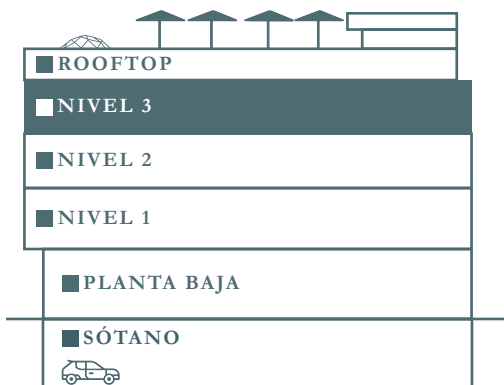 ROOFTOP
NIVEL 3
NIVEL 2
NIVEL 1
PLANTA BAJA
SÓTANO